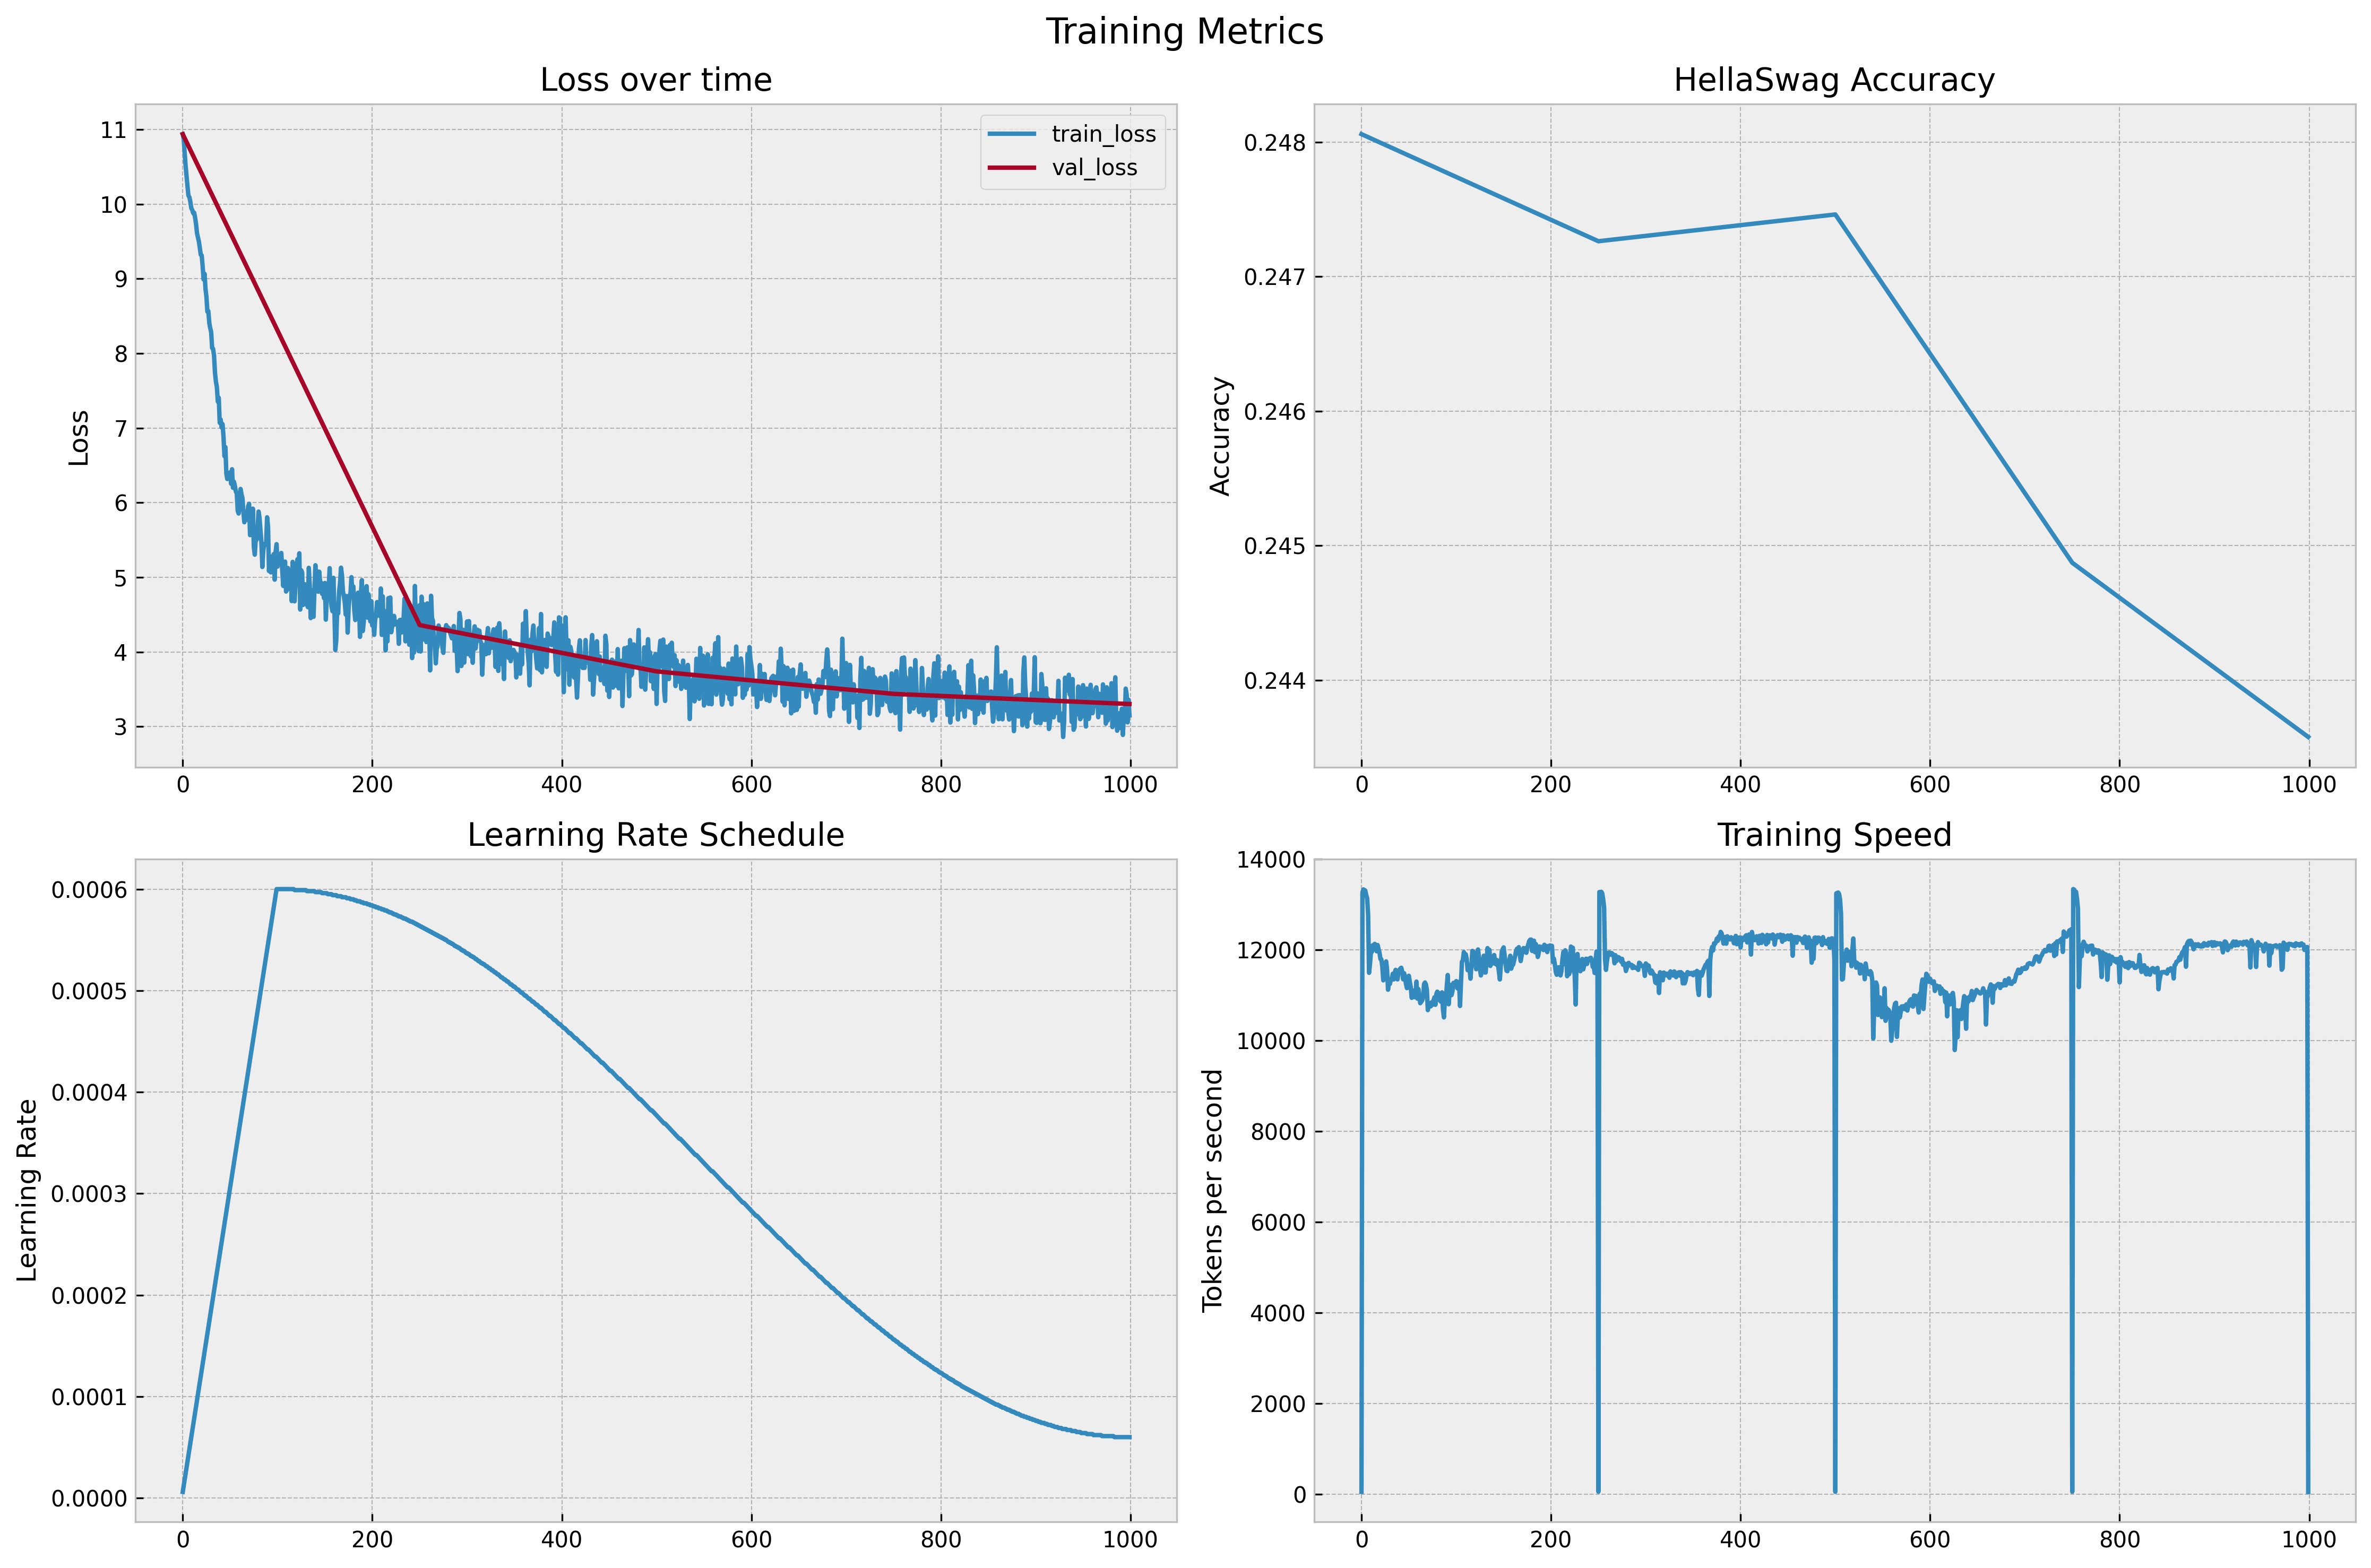 Training Metrics
Loss over time
Loss
11
10
9
8
7
6
5
4
3
train_loss
val_loss
0 200 400 600 800 1000
HellaSwag Accuracy
Accuracy
0.248
0.247
0.246
0.245
0.244
0 200 400 600 800 1000
Learning Rate Schedule
Learning Rate
0.0006
0.0005
0.0004
0.0003
0.0002
0.0001
0.0000
0 200 400 600 800 1000
Training Speed
Tokens per second
14000
12000
10000
8000
6000
4000
2000
0
0 200 400 600 800 1000